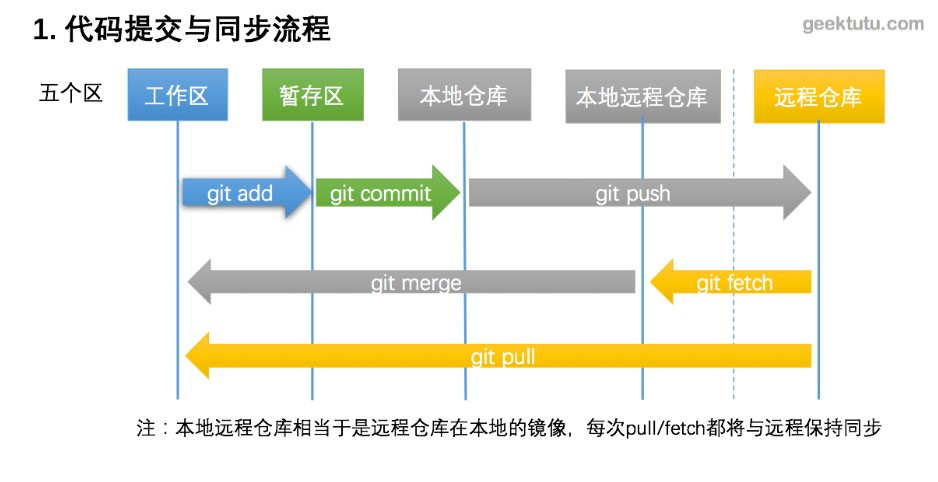 1. 代码提交与同步流程
geektutu.com
五个区
工作区
暂存区
本地仓库
本地远程仓库
远程仓库
git add
git commit
git push
git merge
git fetch
git pull
注：本地远程仓库相当于是远程仓库在本地的镜像，每次pull/fetch都将与远程保持同步